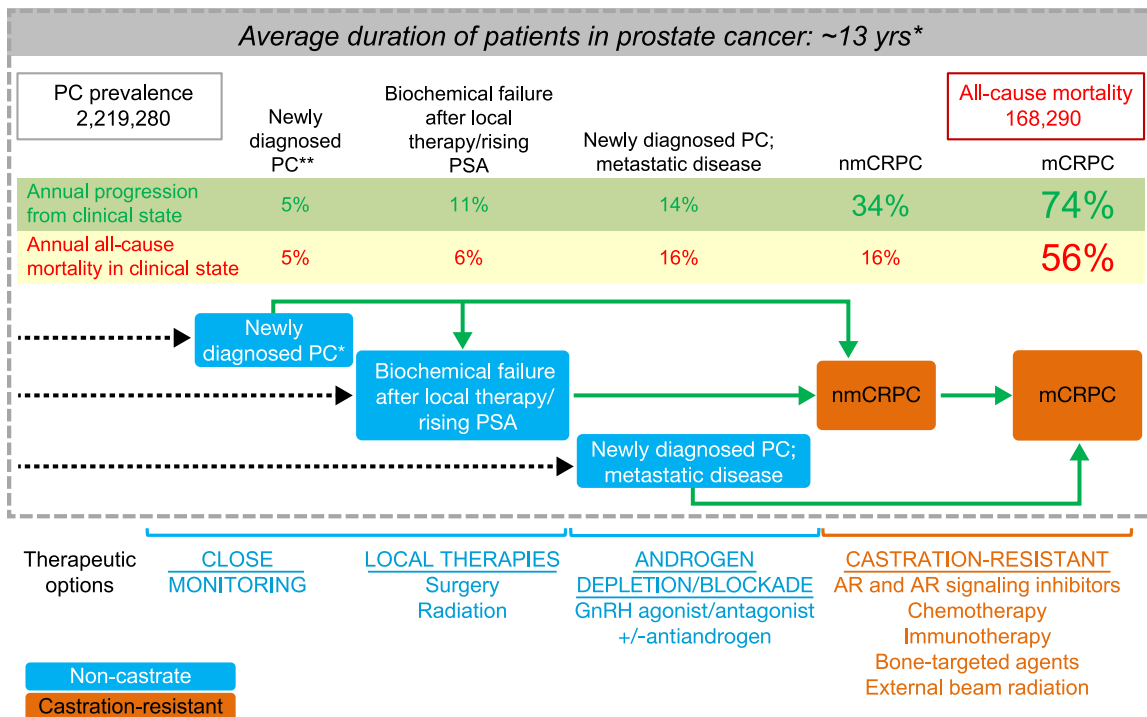 Average duration of patients in prostate cancer: ~13 yrs*
PC prevalence
2,219,280
Newly
diagnosed
PC**
Biochemical failure
after local
therapy/rising
PSA
Newly diagnosed PC;
metastatic disease
nmCRPC
All-cause mortality
168,290
mCRPC
Annual progression
from clinical state
5%
11%
14%
34%
74%
Annual all-cause
mortality in clinical state
5%
6%
16%
16%
56%
Newly
diagnosed PC*
Biochemical failure
after local therapy/
rising PSA
nmCRPC
mCRPC
Newly diagnosed PC;
metastatic disease
Therapeutic
options
CLOSE
MONITORING
LOCAL THERAPIES
Surgery
Radiation
ANDROGEN
DEPLETION/BLOCKADE
GnRH agonist/antagonist
+/-antiandrogen
CASTRATION-RESISTANT
AR and AR signaling inhibitors
Chemotherapy
Immunotherapy
Bone-targeted agents
External beam radiation
Non-castrate
Castration-resistant